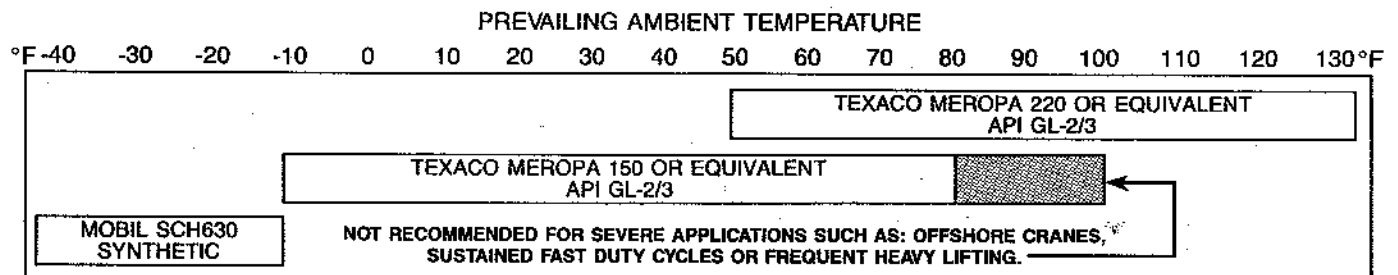 PREVAILING AMBIENT TEMPERATURE
°F -40 -30 -20 -10 0 10 20 30 40 50 60 70 80 90 100 110 120 130 °F
TEXACO MEROPA 220 OR EQUIVALENT
API GL-2/3
TEXACO MEROPA 150 OR EQUIVALENT
API GL-2/3
MOBIL SCH630
SYNTHETIC
NOT RECOMMENDED FOR SEVERE APPLICATIONS SUCH AS: OFFSHORE CRANES,
SUSTAINED FAST DUTY CYCLES OR FREQUENT HEAVY LIFTING.